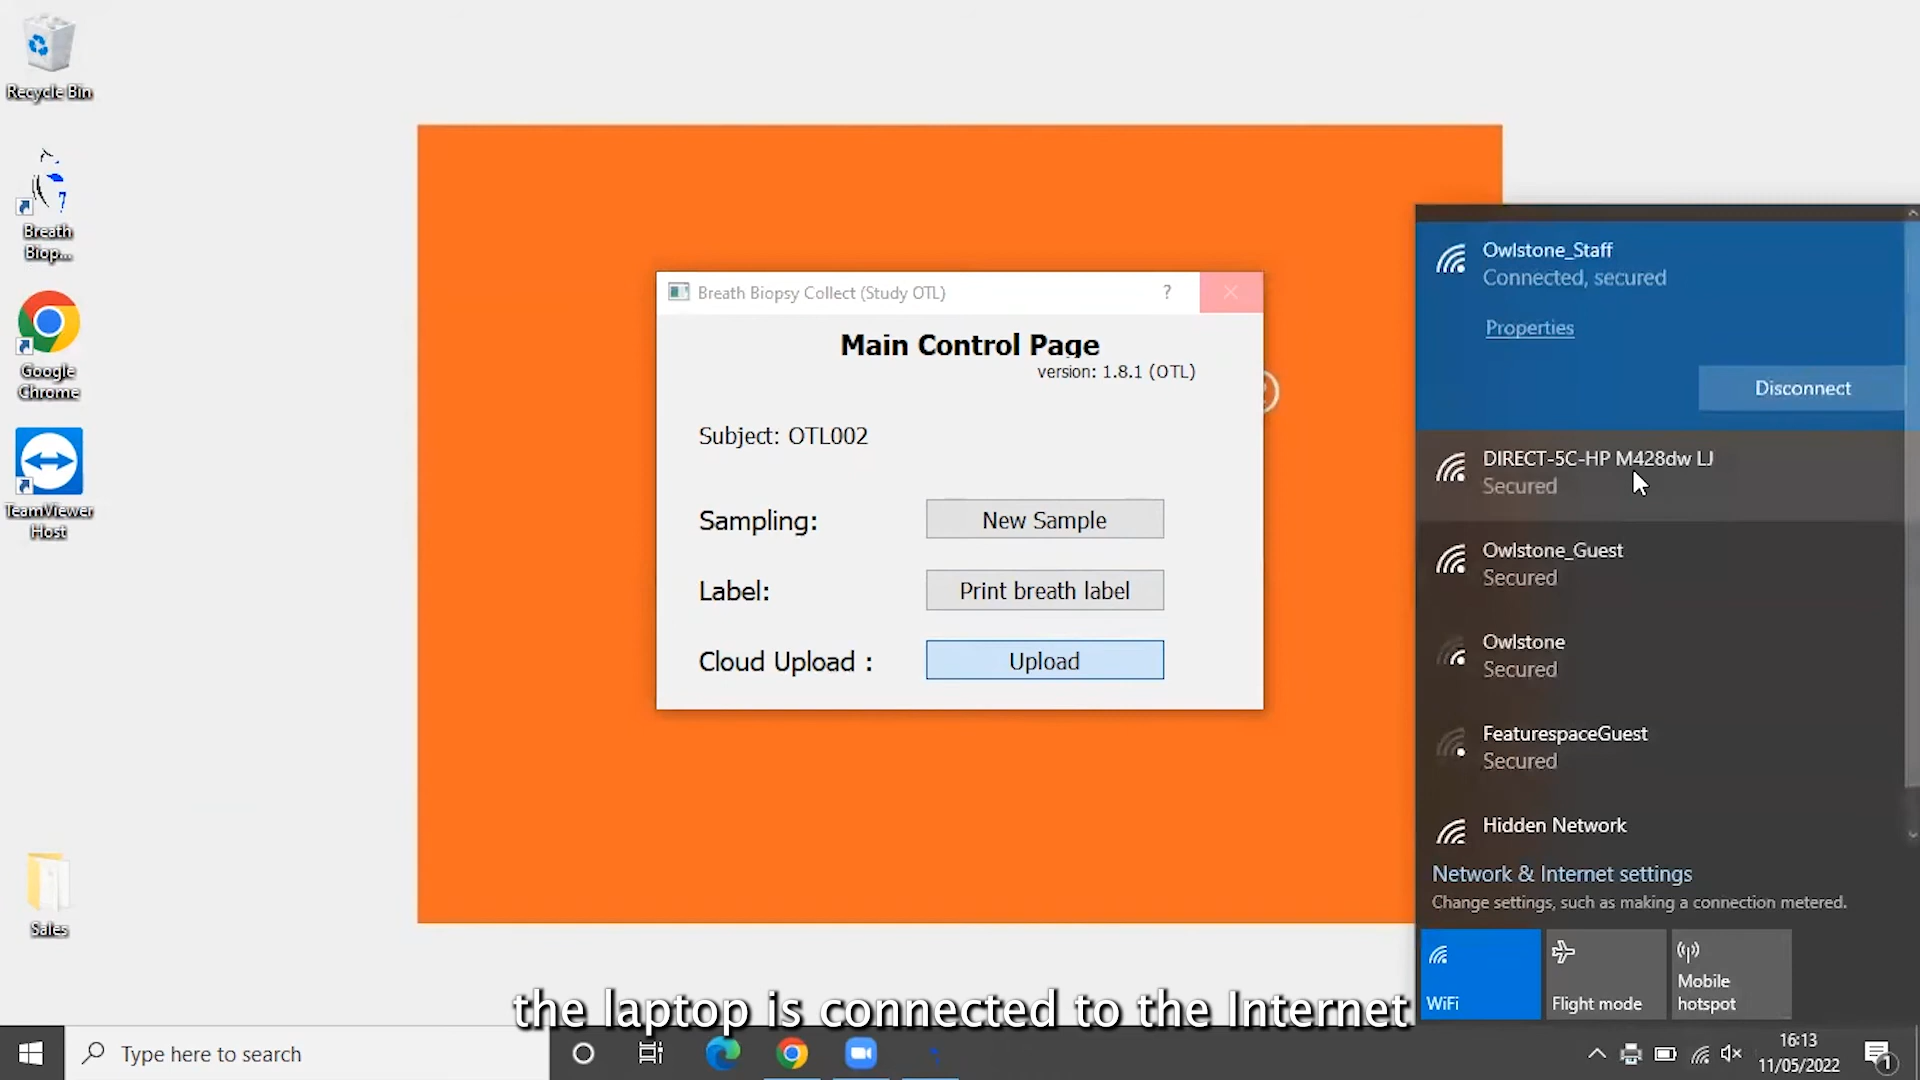 Recycle Bin
Breath
Biop...
Google
Chrome
TeamViewer
Host
Sales
Breath Biopsy Collect (Study OTL)
?
Main Control Page
version: 1.8.1 (OTL)
Subject: OTL002
Sampling:
New Sample
Label:
Print breath label
Cloud Upload :
Upload
Owlstone_Staff
Connected, secured
Properties
Disconnect
DIRECT-5C-HP M428dw LJ
Secured
Owlstone_Guest
Secured
Owlstone
Secured
FeaturespaceGuest
Secured
Hidden Network
Network & Internet settings
Change settings, such as making a connection metered.
WiFi
Flight mode
Mobile
hotspot
the laptop is connected to the Internet
Type here to search
16:13
11/05/2022
1